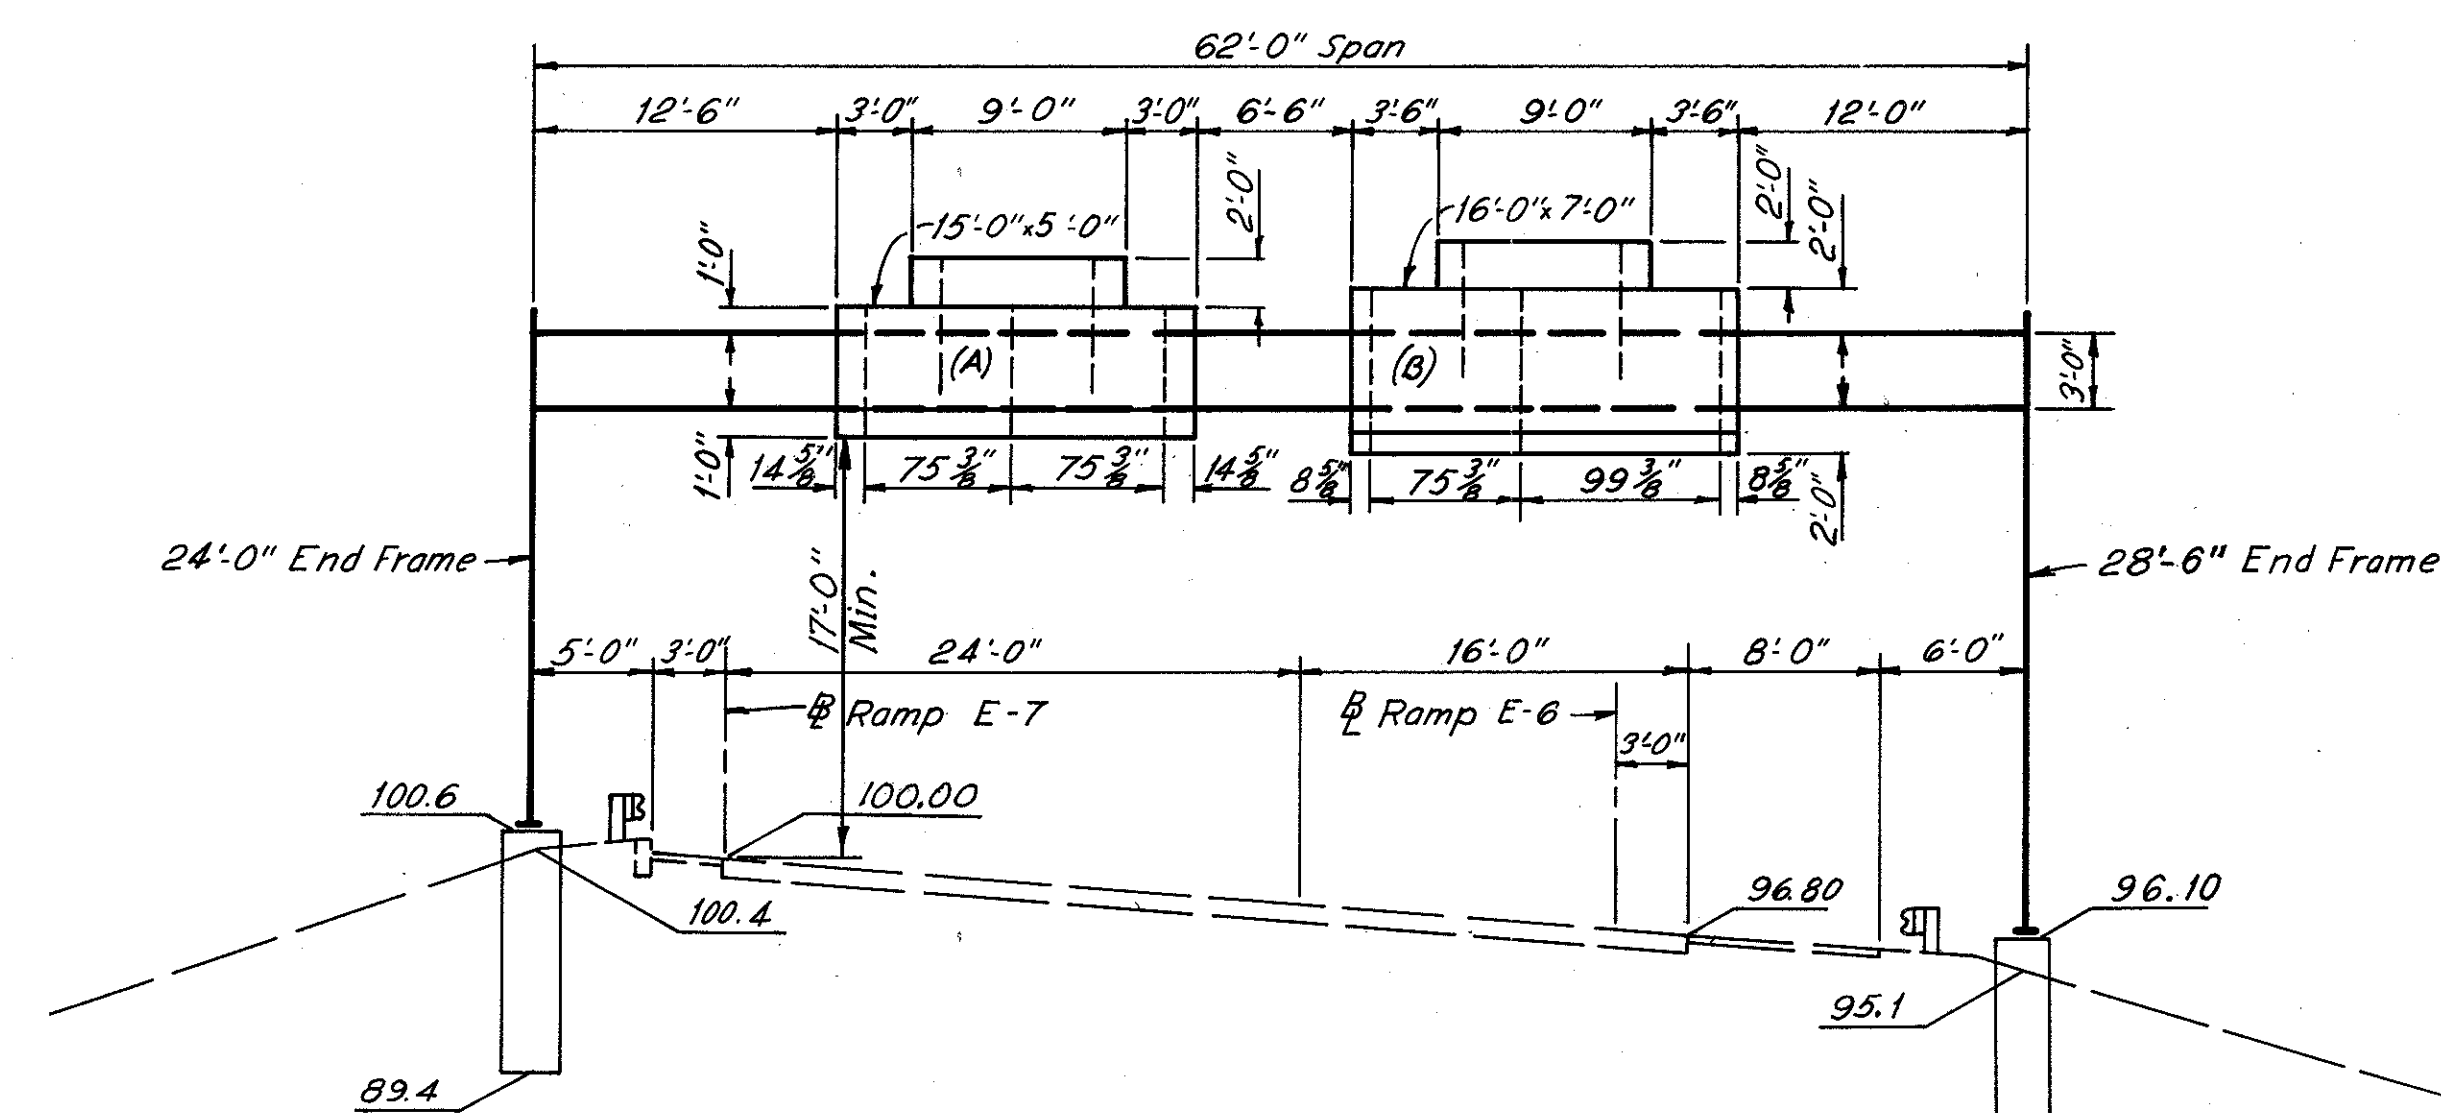 62'-0" Span
12'-6" 3'-0" 9'-0" 3'-0" 6'-6" 3'-6" 9'-0" 3'-6" 12'-0"
2'-0" 2'-0" 2'-0"
15'-0"x5'-0" 16'-0"x7'-0"
1'-0"
(A) (B) 3'-0"
1'-0" 14 5/8" 75 3/8" 75 3/8" 14 5/8" 8 5/8" 75 3/8" 99 3/8" 8 5/8" 2'-0"
24'-0" End Frame 28'-6" End Frame
17'-0"
Min.
5'-0" 3'-0" 24'-0" 16'-0" 8'-0" 6'-0"
BL Ramp E-7 BL Ramp E-6
3'-0"
100.6 100.00
100.4 96.80 96.10
95.1
89.4